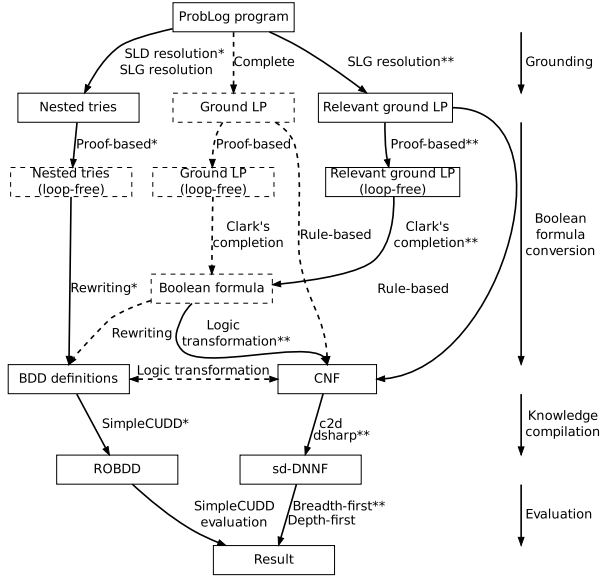 ProbLog program
SLD resolution*
SLG resolution
Complete
SLG resolution**
Grounding
Nested tries
Ground LP
Relevant ground LP
Proof-based*
Proof-based
Proof-based**
Nested tries
(loop-free)
Ground LP
(loop-free)
Relevant ground LP
(loop-free)
Clark's
completion
Rule-based
Clark's
completion**
Boolean
formula
conversion
Rewriting*
Boolean formula
Rule-based
Rewriting
Logic
transformation**
BDD definitions
Logic transformation
CNF
SimpleCUDD*
c2d
dsharp**
Knowledge
compilation
ROBDD
sd-DNNF
SimpleCUDD
evaluation
Breadth-first**
Depth-first
Evaluation
Result